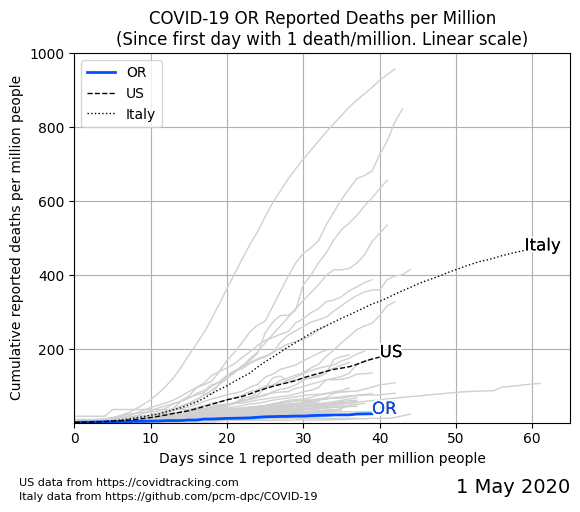 COVID-19 OR Reported Deaths per Million
(Since first day with 1 death/million. Linear scale)
Cumulative reported deaths per million people
1000
800
600
400
200
OR
US
Italy
Italy
US
OR
0
10
20
30
40
50
60
Days since 1 reported death per million people
US data from https://covidtracking.com
Italy data from https://github.com/pcm-dpc/COVID-19
1 May 2020